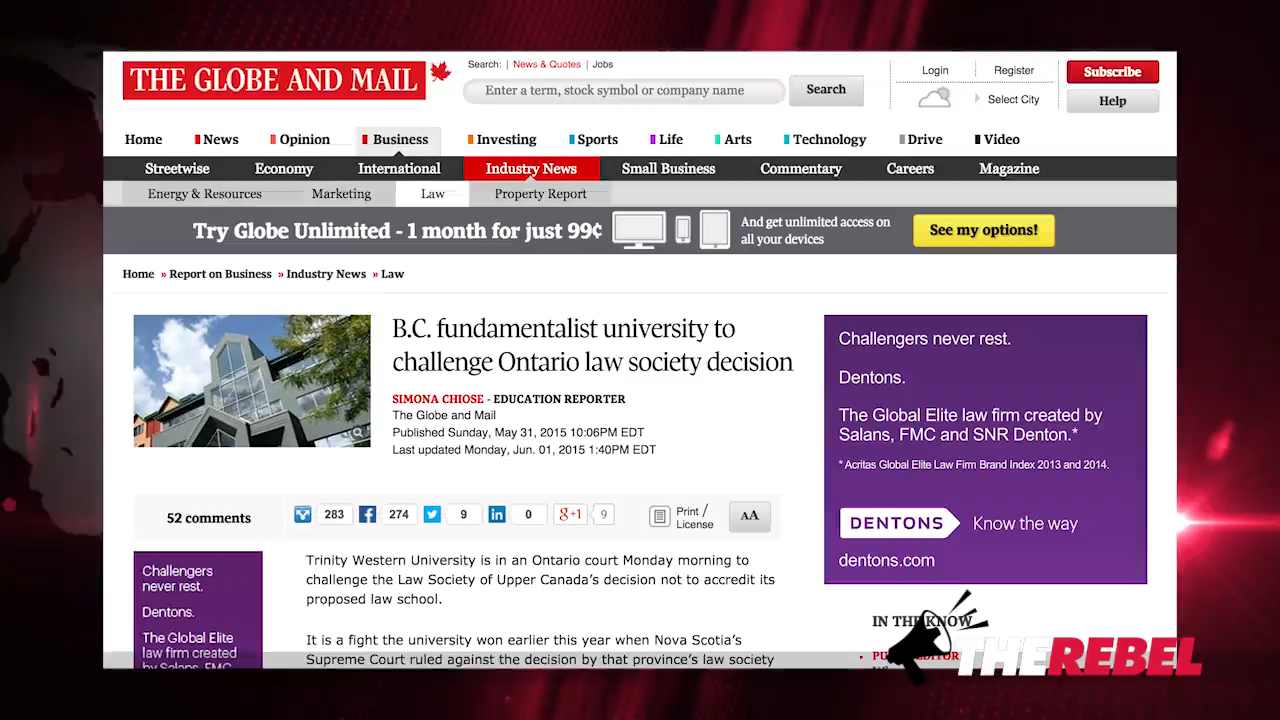 THE GLOBE AND MAIL
Search: | News & Quotes | Jobs
Enter a term, stock symbol or company name
Search
Login
Register
Select City
Subscribe
Help
Home News Opinion Business Investing Sports Life Arts Technology Drive Video
Streetwise Economy International Industry News Small Business Commentary Careers Magazine
Energy & Resources Marketing Law Property Report
Try Globe Unlimited - 1 month for just 99¢
And get unlimited access on
all your devices
See my options!
Home » Report on Business » Industry News » Law
B.C. fundamentalist university to
challenge Ontario law society decision
SIMONA CHIOSE - EDUCATION REPORTER
The Globe and Mail
Published Sunday, May 31, 2015 10:06PM EDT
Last updated Monday, Jun. 01, 2015 1:40PM EDT
52 comments
283
274
9
0
g+1
9
Print /
License
AA
Challengers
never rest.
Dentons.
The Global Elite
law firm created
by Salans, FMC
Trinity Western University is in an Ontario court Monday morning to
challenge the Law Society of Upper Canada's decision not to accredit its
proposed law school.
It is a fight the university won earlier this year when Nova Scotia's
Supreme Court ruled against the decision by that province's law society
Challengers never rest.
Dentons.
The Global Elite law firm created by
Salans, FMC and SNR Denton.*
* Acritas Global Elite Law Firm Brand Index 2013 and 2014.
DENTONS
Know the way
dentons.com
IN THE KNOW
THE REBEL